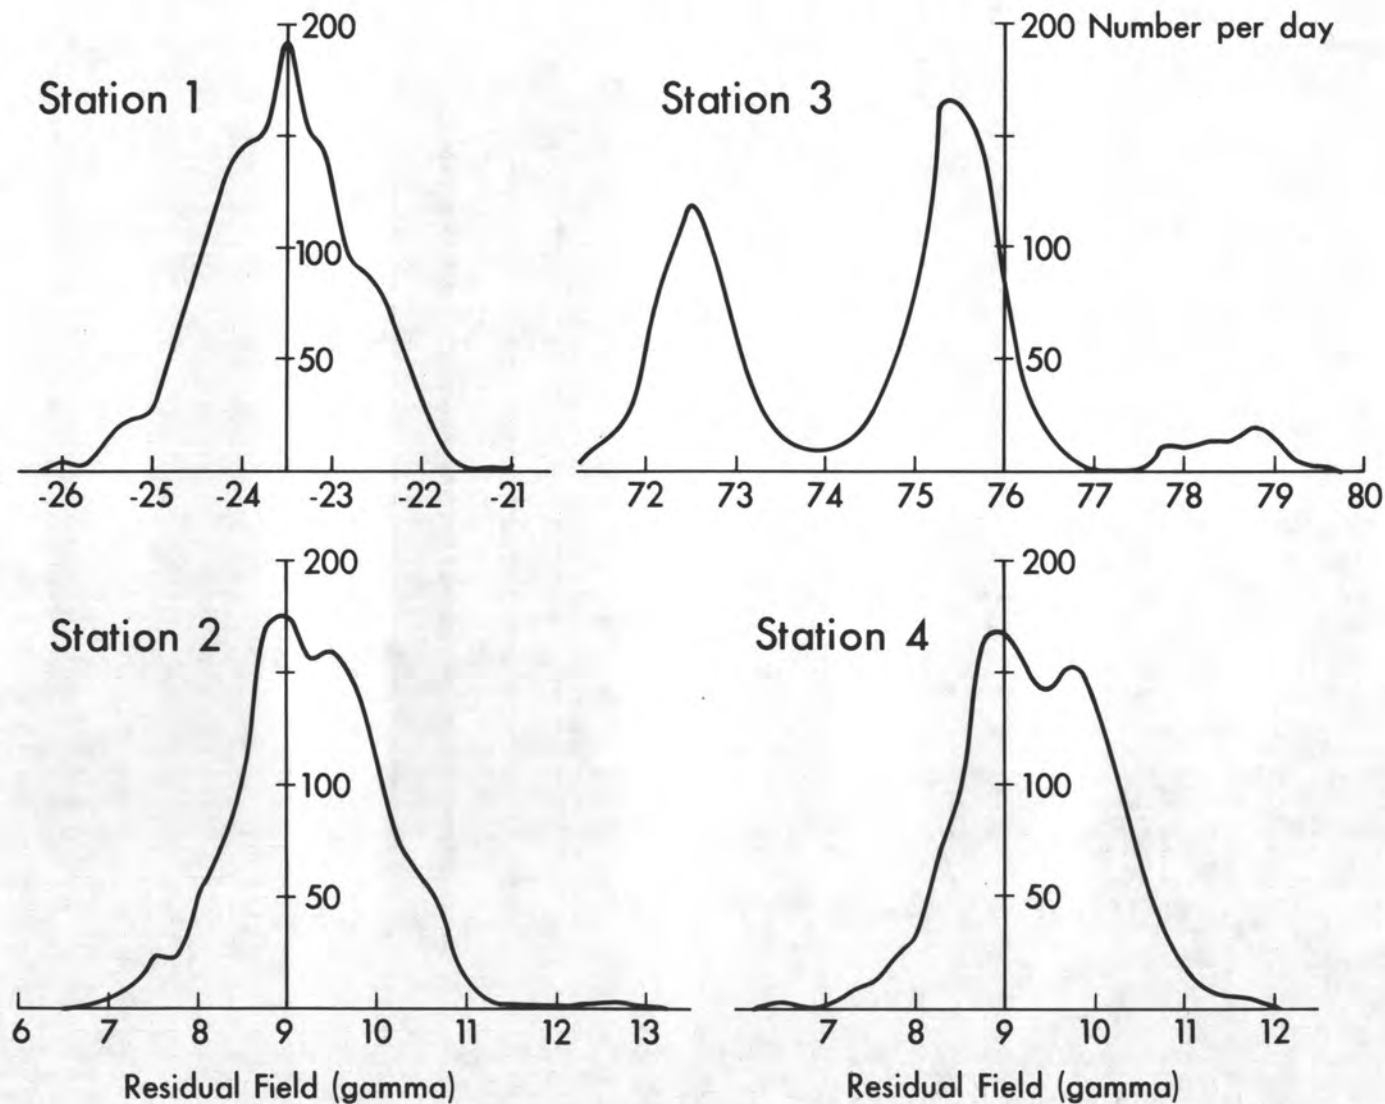 Station 1
200
100
50
-26 -25 -24 -23 -22 -21
Station 3
200 Number per day
100
50
72 73 74 75 76 77 78 79 80
Station 2
200
100
50
6 7 8 9 10 11 12 13
Residual Field (gamma)
Station 4
200
100
50
7 8 9 10 11 12
Residual Field (gamma)